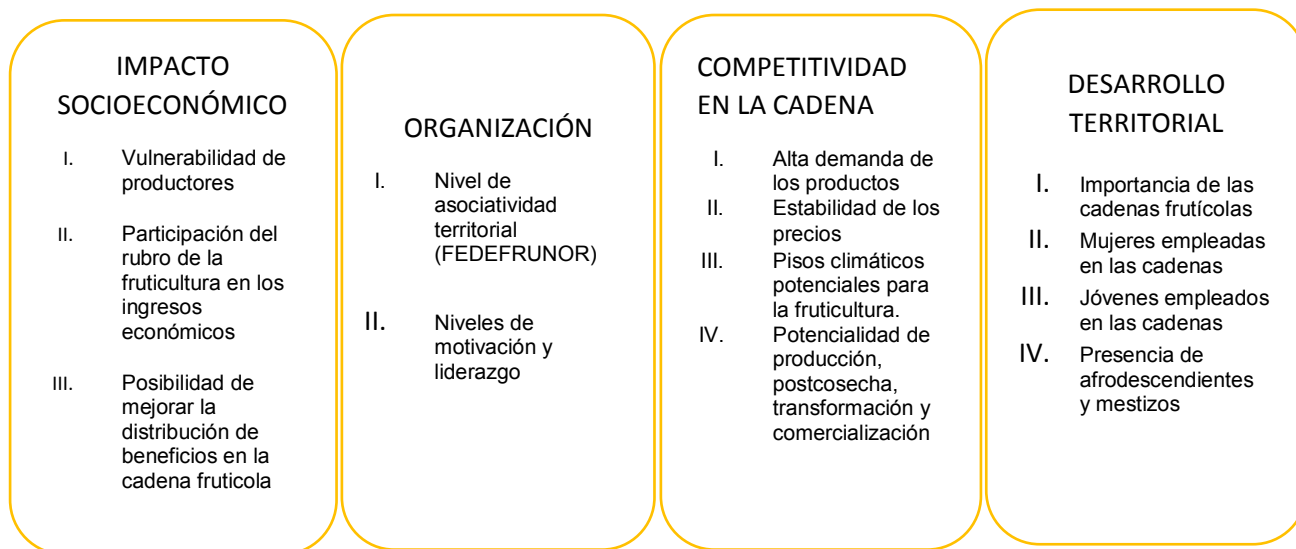 IMPACTO
SOCIOECONÓMICO
I. Vulnerabilidad de
productores
II. Participación del
rubro de la
fruticultura en los
ingresos
económicos
III. Posibilidad de
mejorar la
distribución de
beneficios en la
cadena fruticola
ORGANIZACIÓN
I. Nivel de
asociatividad
territorial
(FEDEFRUNOR)
II. Niveles de
motivación y
liderazgo
COMPETITIVIDAD
EN LA CADENA
I. Alta demanda de
los productos
II. Estabilidad de los
precios
III. Pisos climáticos
potenciales para
la fruticultura.
IV. Potencialidad de
producción,
postcosecha,
transformación y
comercialización
DESARROLLO
TERRITORIAL
I. Importancia de las
cadenas frutícolas
II. Mujeres empleadas
en las cadenas
III. Jóvenes empleados
en las cadenas
IV. Presencia de
afrodescendientes
y mestizos